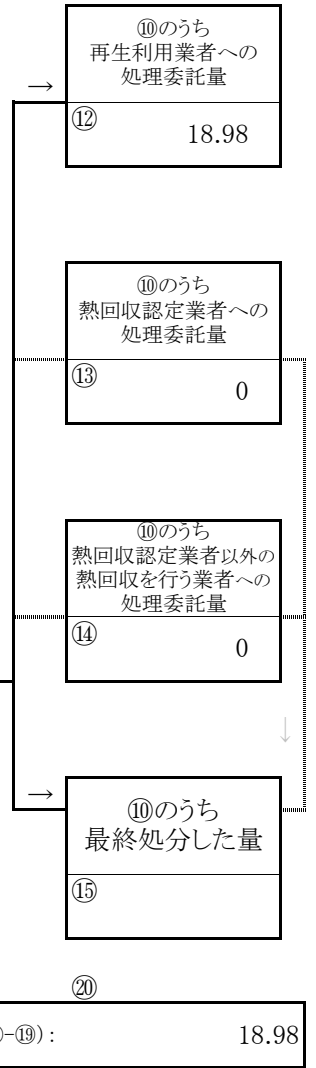 ⑩のうち
再生利用業者への
処理委託量
→
⑫
18.98
⑩のうち
熱回収認定業者への
処理委託量
⑬
0
⑩のうち
熱回収認定業者以外の
熱回収を行う業者への
処理委託量
⑭
0
↓
→
⑩のうち
最終処分した量
⑮
⑳
-⑲):
18.98